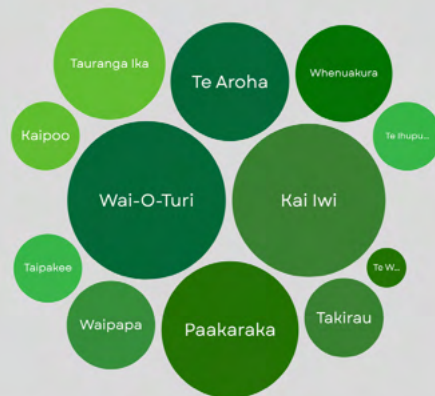 Tauranga Ika
Te Aroha
Whenuakura
Kaipoo
Te Ihupu...
Wai-O-Turi
Kai Iwi
Taipakee
Te W...
Waipapa
Paakaraka
Takirau